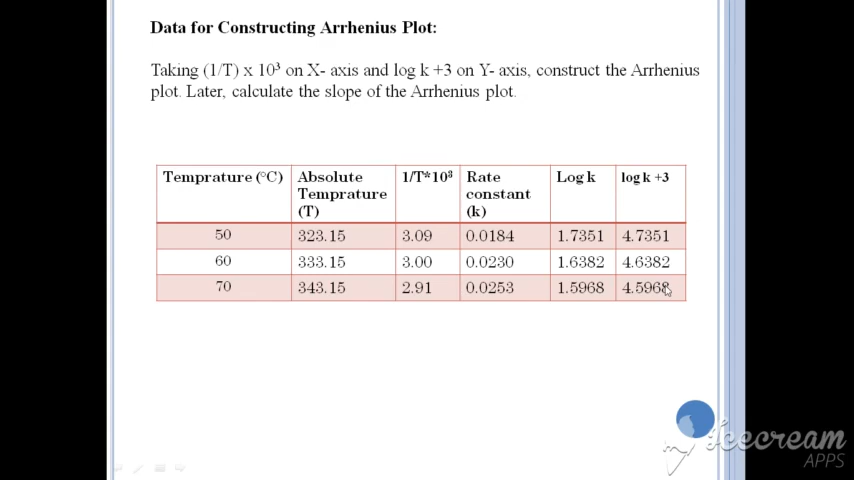 Data for Constructing Arrhenius Plot:
Taking (1/T) x 10³ on X- axis and log k +3 on Y- axis, construct the Arrhenius
plot. Later, calculate the slope of the Arrhenius plot.
Temprature (°C) Absolute Temprature (T) 1/T*10³ Rate constant (k) Log k log k +3
50 323.15 3.09 0.0184 1.7351 4.7351
60 333.15 3.00 0.0230 1.6382 4.6382
70 343.15 2.91 0.0253 1.5968 4.5968
Icecream
APPS